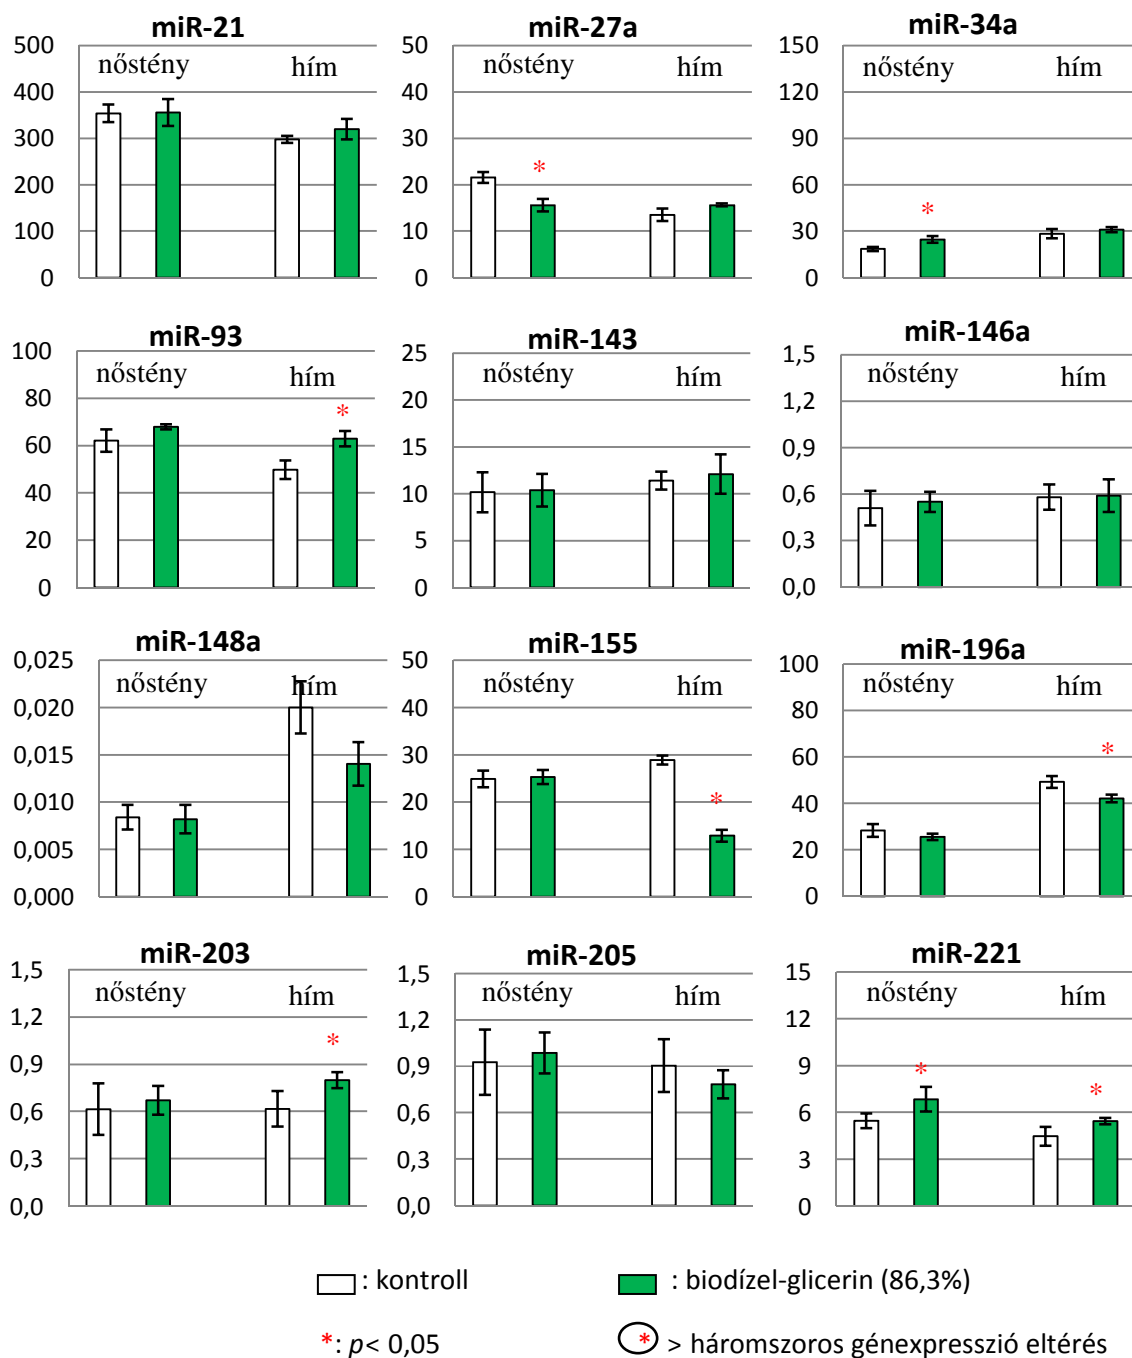 miR-21 miR-27a miR-34a
500 50 150
nőstény hím nőstény hím nőstény hím
400 40 120
300 30 90
*
200 20 60
*
100 10 30
0 0 0
miR-93 miR-143 miR-146a
100 25 1,5
nőstény hím nőstény hím nőstény hím
80 20 1,2
*
60 15 0,9
40 10 0,6
20 5 0,3
0 0 0,0
miR-148a miR-155 miR-196a
0,025 50 100
nőstény hím nőstény hím nőstény hím
0,020 40 80
0,015 30 60
* *
0,010 20 40
0,005 10 20
0,000 0 0
miR-203 miR-205 miR-221
1,5 1,5 15
nőstény hím nőstény hím nőstény hím
1,2 1,2 12
* * *
0,9 0,9 9
0,6 0,6 6
0,3 0,3 3
0,0 0,0 0
: kontroll : biodízel-glicerin (86,3%)
*: p< 0,05 * > háromszoros génexpresszió eltérés